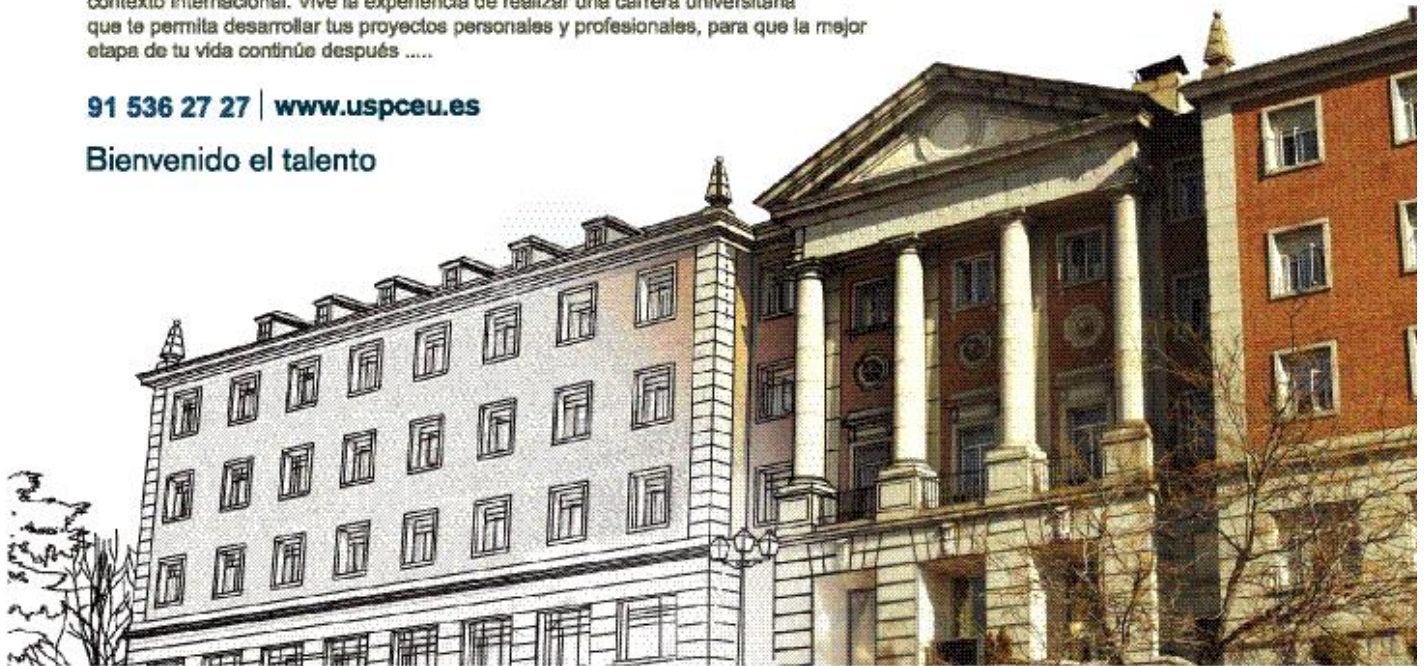 contexto internacional. Vive la experiencia de realizar una carrera universitaria
que te permita desarrollar tus proyectos personales y profesionales, para que la mejor
etapa de tu vida continúe después .....
91 536 27 27 | www.uspceu.es
Bienvenido el talento